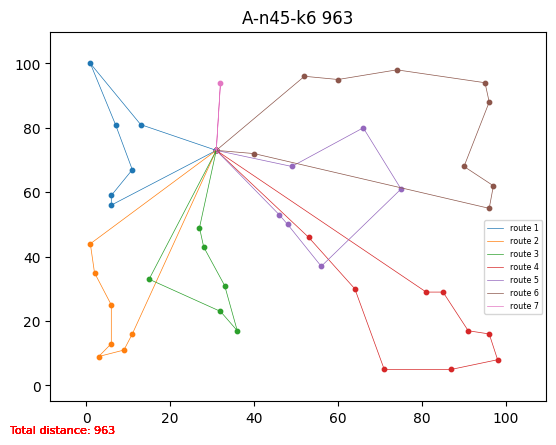 A-n45-k6 963
100
80
60
40
20
0
route 1
route 2
route 3
route 4
route 5
route 6
route 7
0 20 40 60 80 100
Total distance: 963